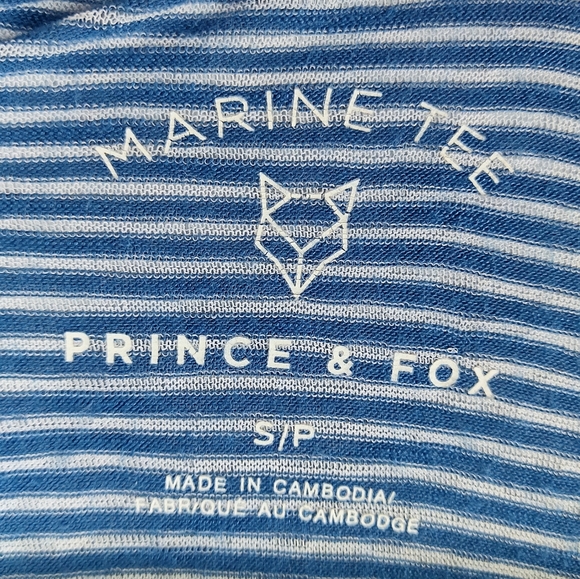 MARINE TEE
PRINCE & FOX
S/P
MADE IN CAMBODIA/
FABRIQUÉ AU CAMBODGE